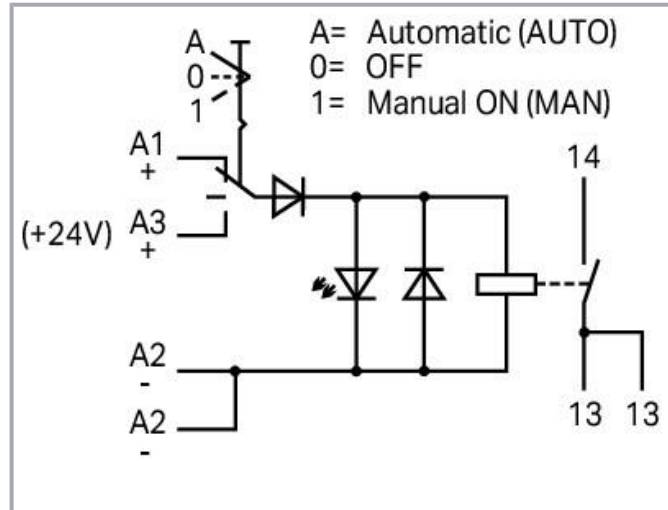 A
0
1
A= Automatic (AUTO)
0= OFF
1= Manual ON (MAN)
A1
+
(+24V) A3
+
A2
-
A2
-
14
13 13